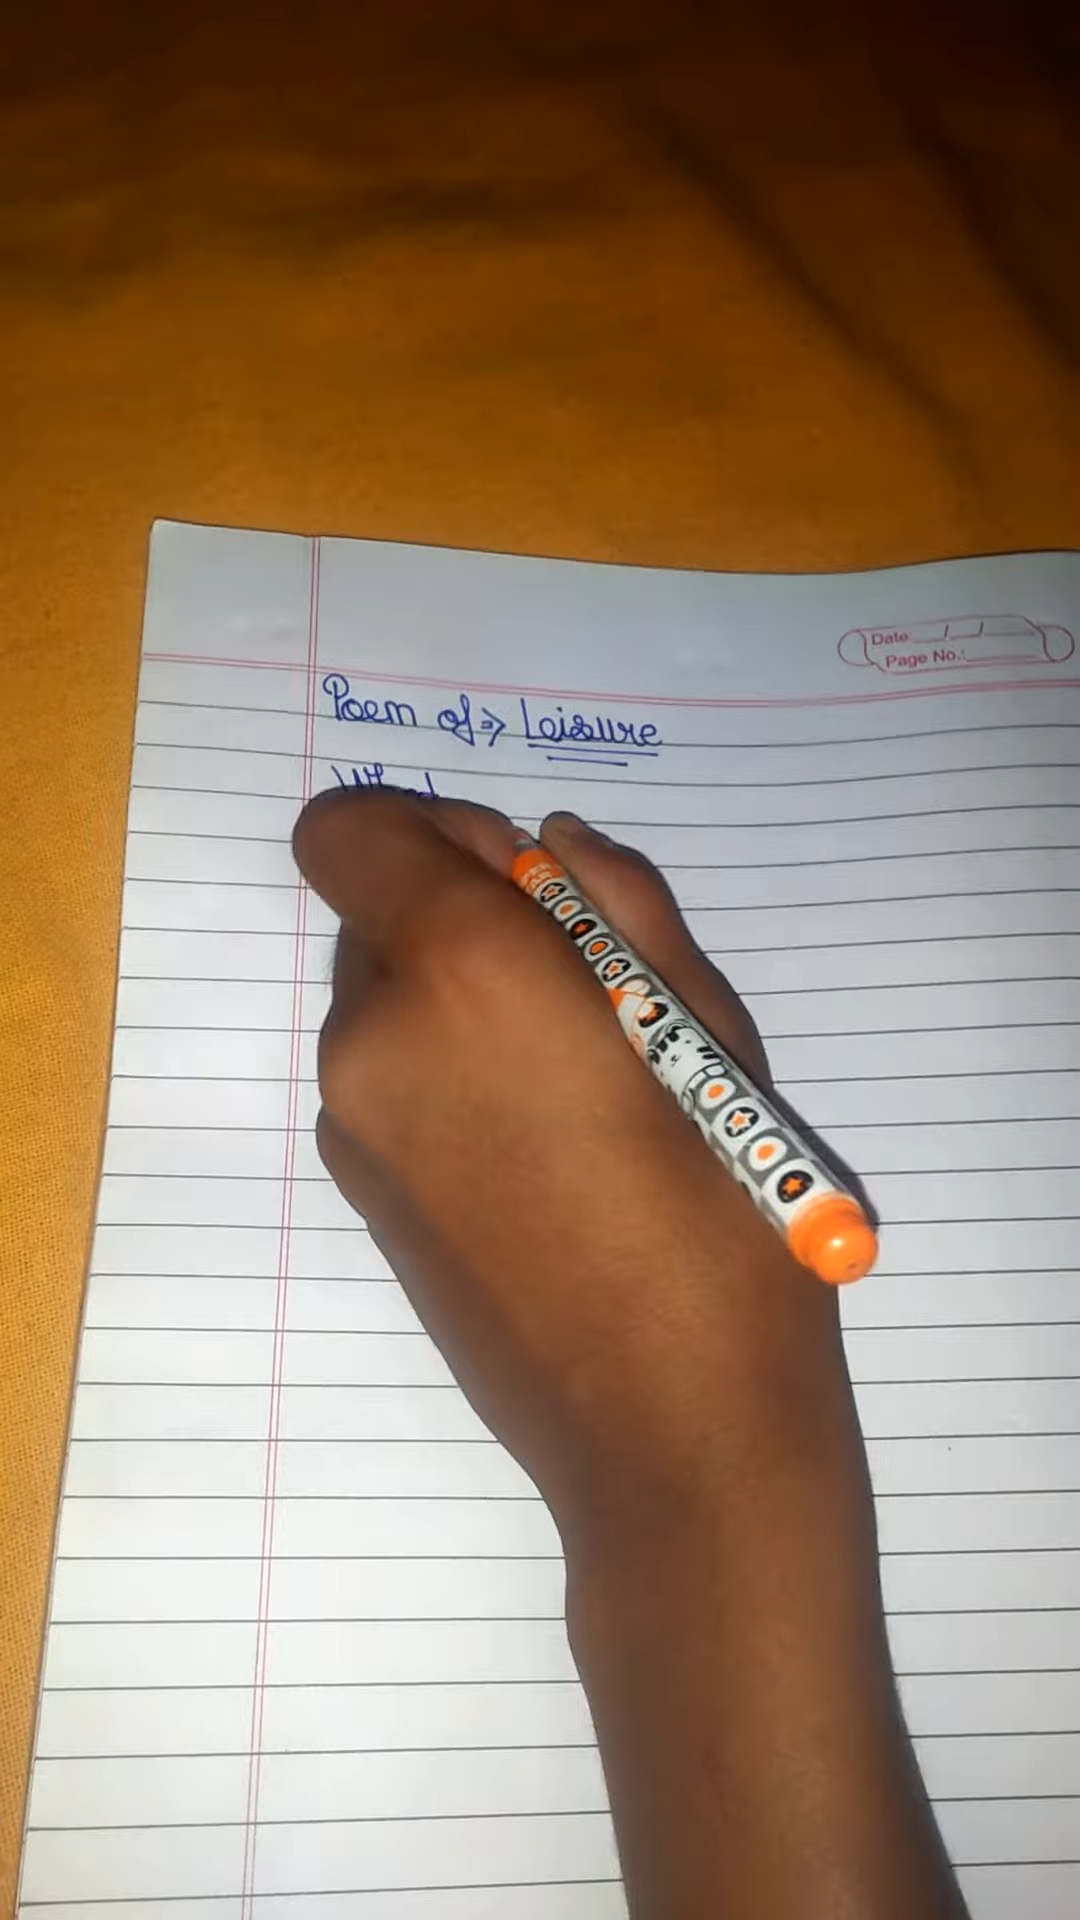 Date / /
Page No.:
Poem of => Leisure